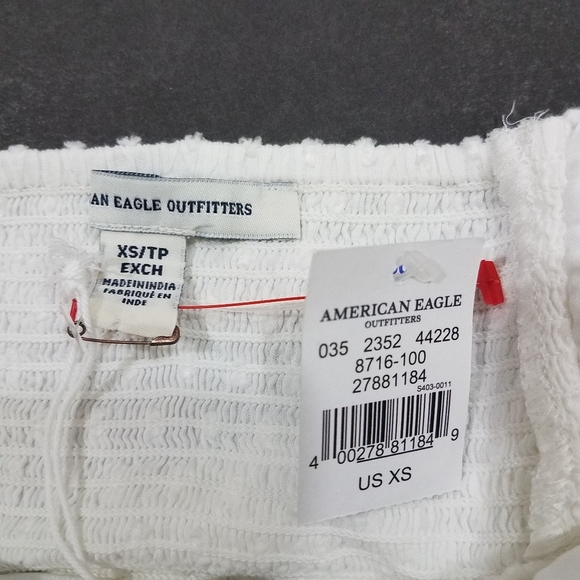 AN EAGLE OUTFITTERS
XS/TP
EXCH
MADE IN INDIA
FABRIQUÉ EN
INDE
AMERICAN EAGLE
OUTFITTERS
035 2352 44228
8716-100
27881184
S403-0011
4 00278 81184 9
US XS